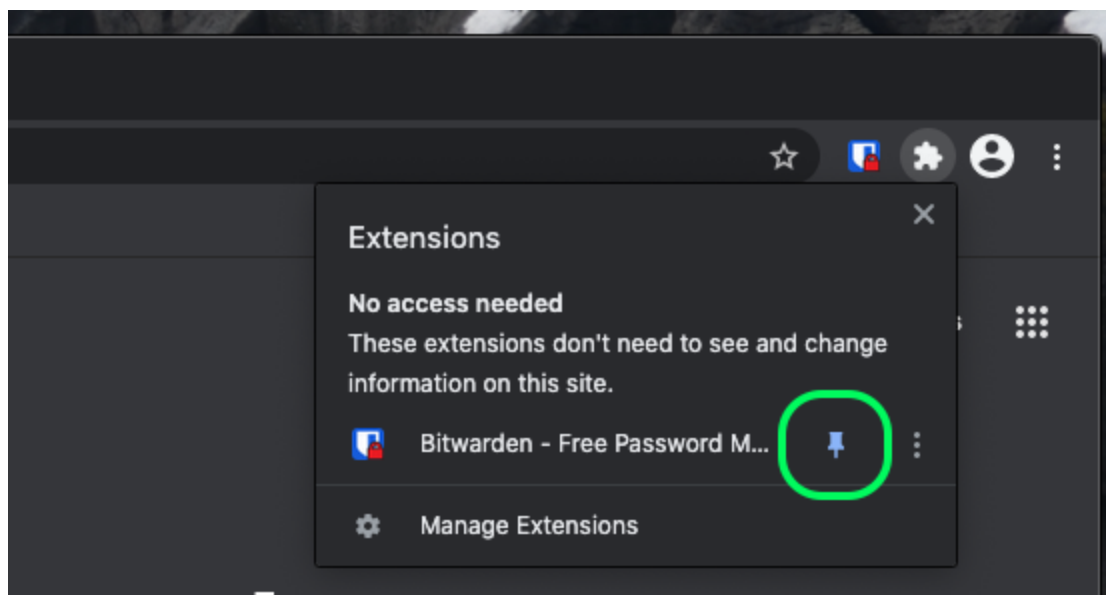 Extensions
No access needed
These extensions don't need to see and change
information on this site.
Bitwarden - Free Password M...
Manage Extensions